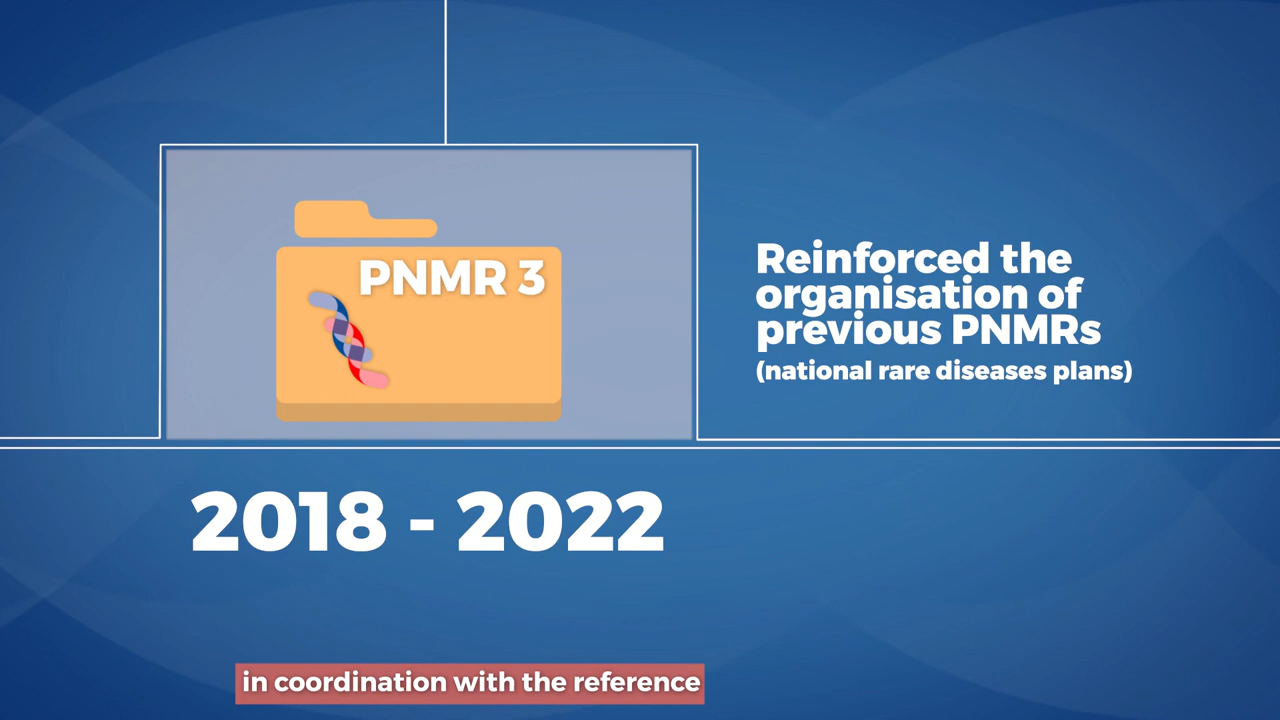 PNMR 3
Reinforced the
organisation of
previous PNMRs
(national rare diseases plans)
2018 - 2022
in coordination with the reference